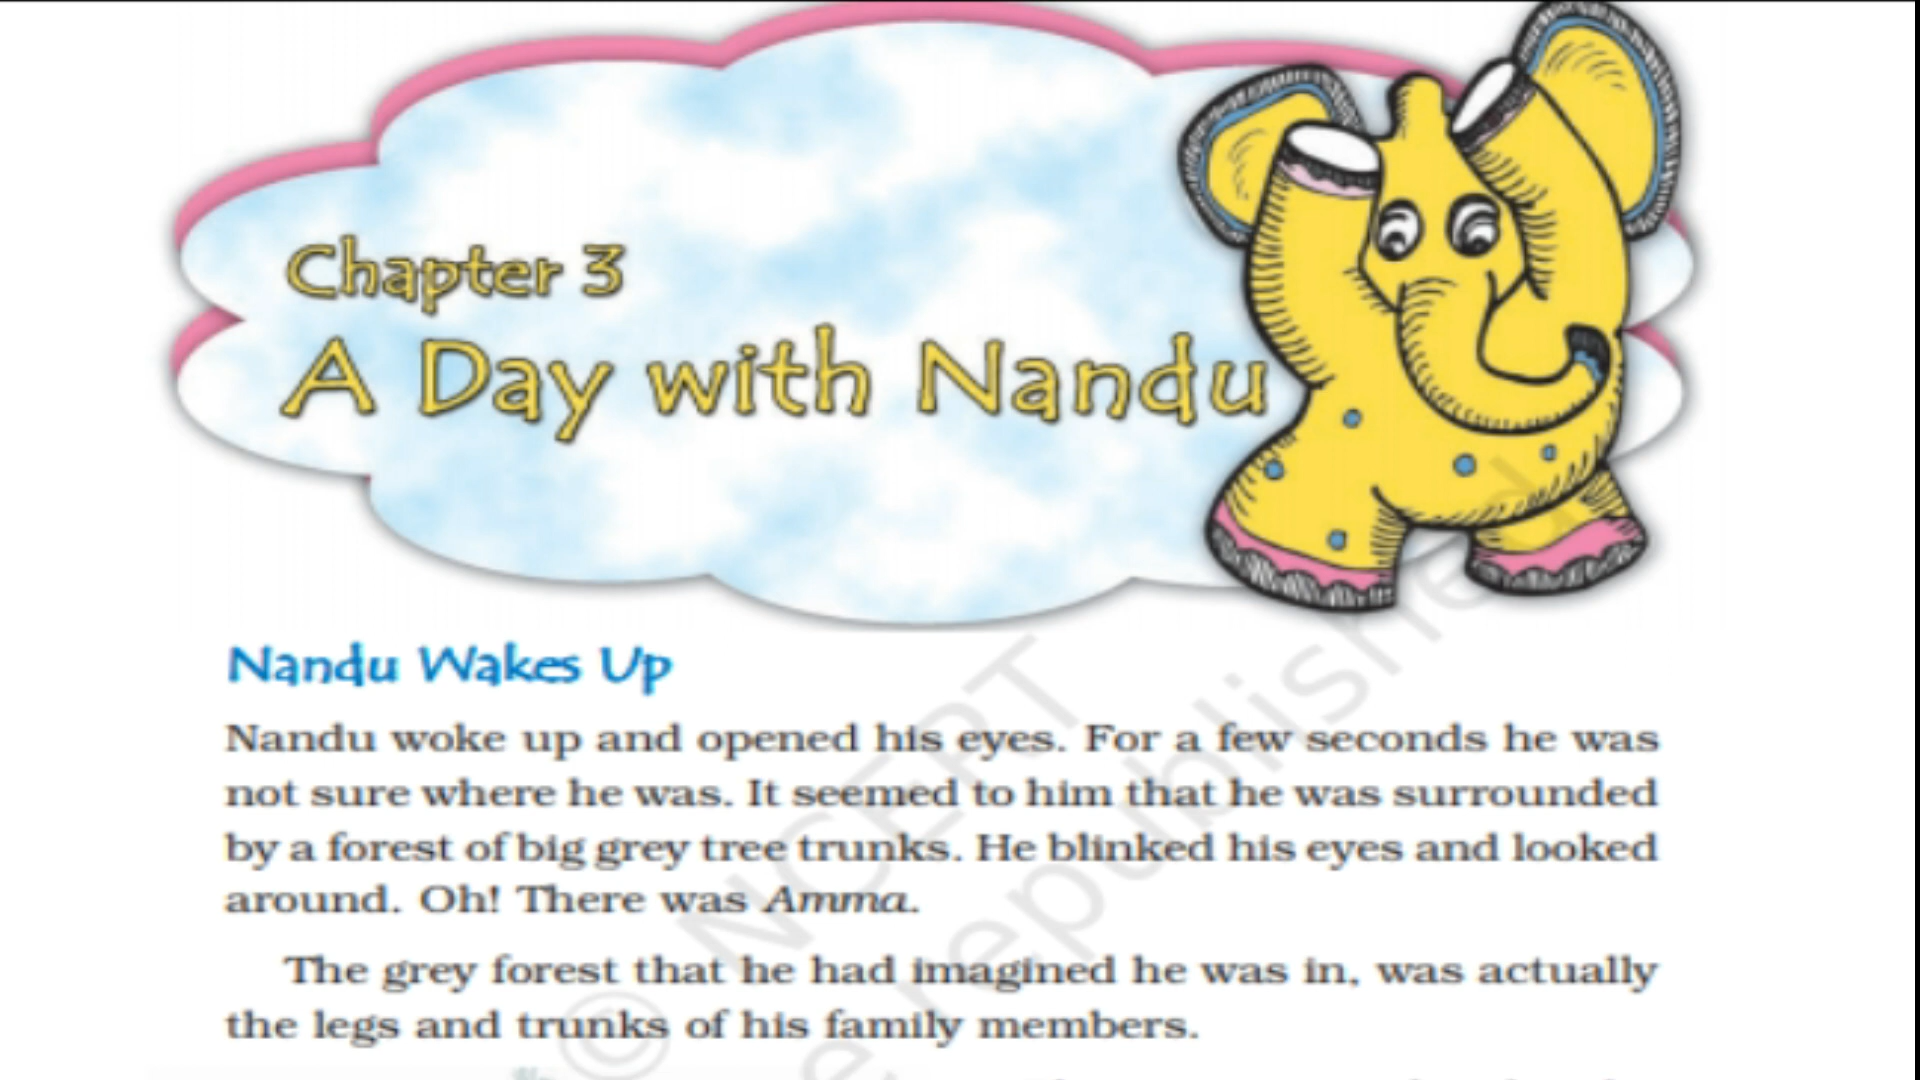 Chapter 3
A Day with Nandu
Nandu Wakes Up
Nandu woke up and opened his eyes. For a few seconds he was
not sure where he was. It seemed to him that he was surrounded
by a forest of big grey tree trunks. He blinked his eyes and looked
around. Oh! There was Amma.
The grey forest that he had imagined he was in, was actually
the legs and trunks of his family members.
© NCERT
republished